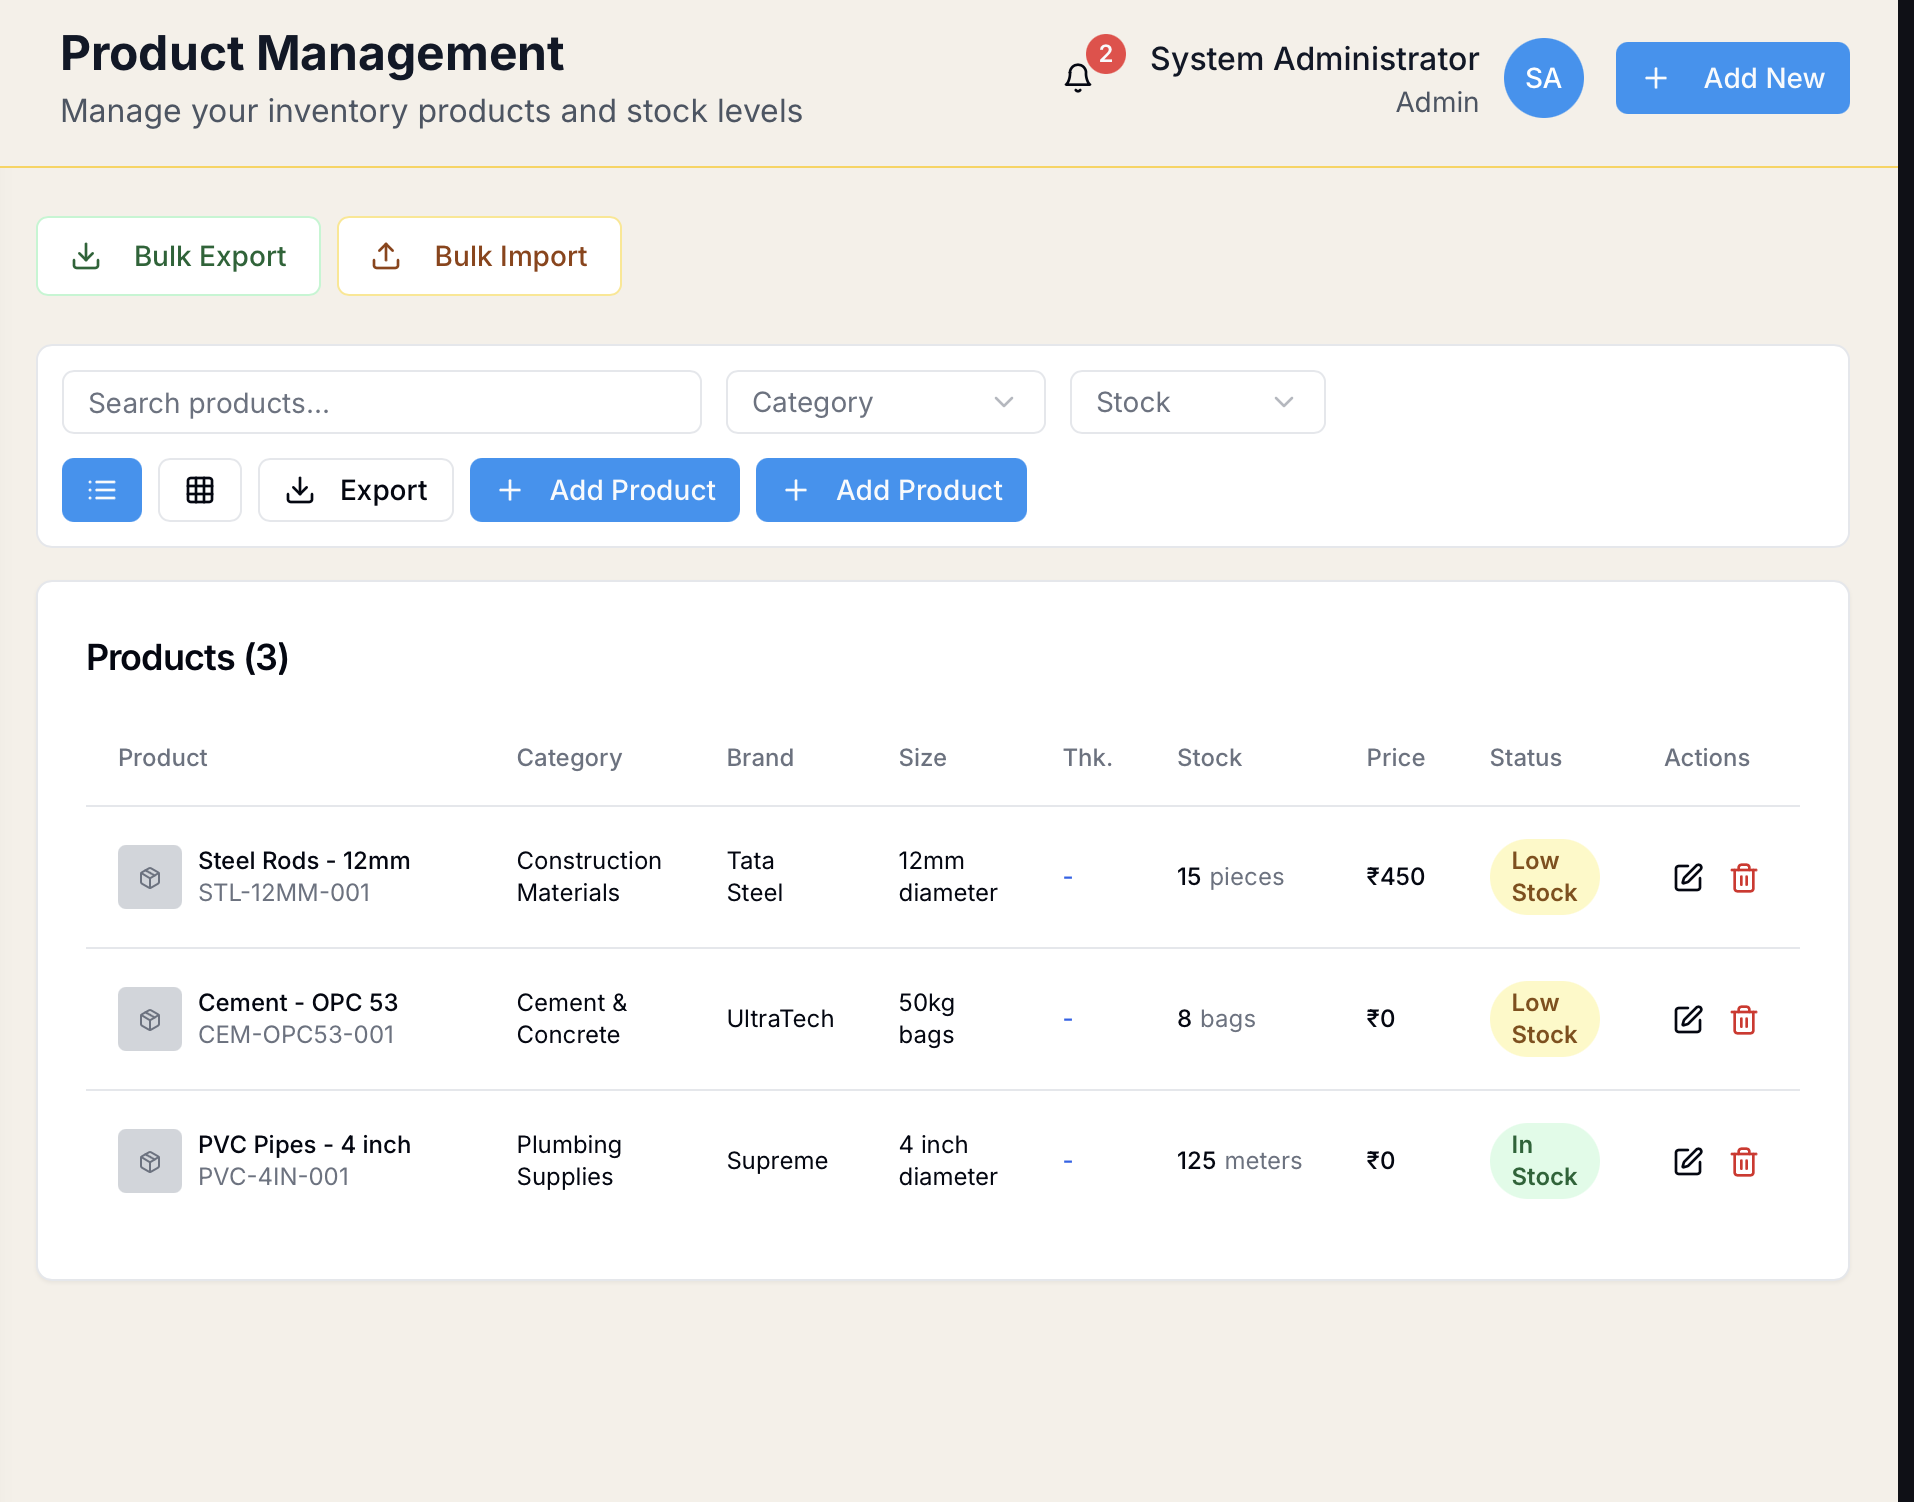 Product Management
Manage your inventory products and stock levels
2
System Administrator
Admin
SA
Add New
Bulk Export
Bulk Import
Search products...
Category
Stock
Export
Add Product
Add Product
Products (3)
Product Category Brand Size Thk. Stock Price Status Actions
Steel Rods - 12mm
STL-12MM-001
Construction
Materials
Tata
Steel
12mm
diameter
-
15 pieces
₹450
Low
Stock
Cement - OPC 53
CEM-OPC53-001
Cement &
Concrete
UltraTech
50kg
bags
-
8 bags
₹0
Low
Stock
PVC Pipes - 4 inch
PVC-4IN-001
Plumbing
Supplies
Supreme
4 inch
diameter
-
125 meters
₹0
In
Stock